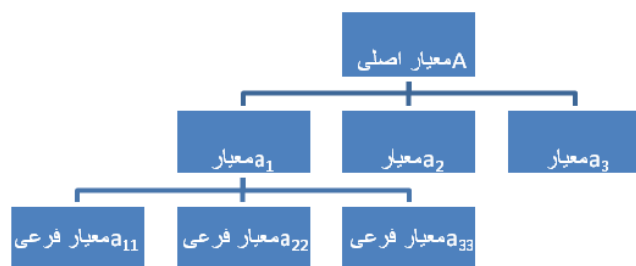 معیار اصلیA
معیارa₁
معیارa₂
معیارa₃
معیار فرعیa₁₁
معیار فرعیa₂₂
معیار فرعیa₃₃